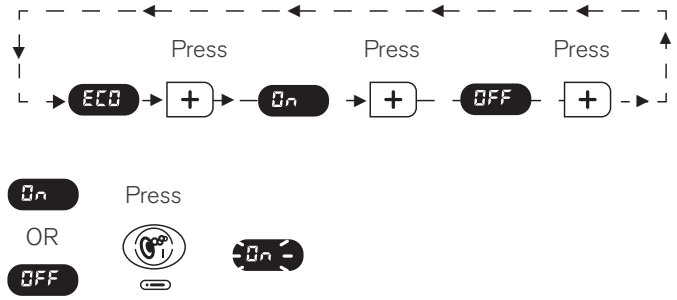 Press Press Press
ECO + On + OFF +
On Press
OR
On
OFF